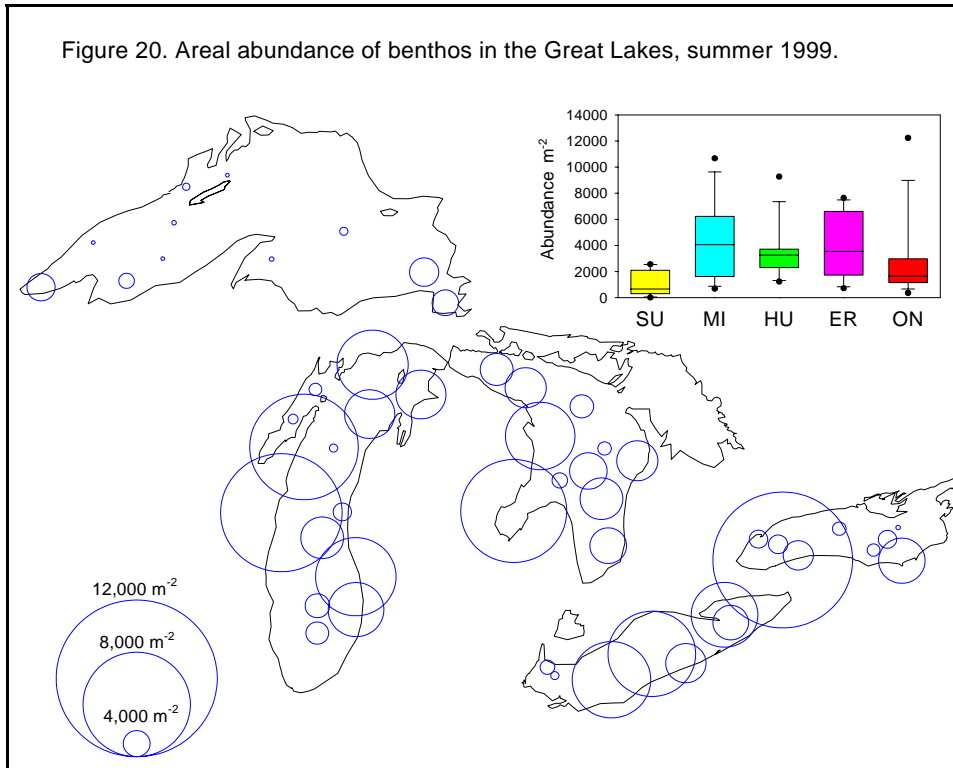 Figure 20. Areal abundance of benthos in the Great Lakes, summer 1999.
14000
12000
10000
8000
6000
4000
2000
0
Abundance m-2
SU MI HU ER ON
12,000 m-2
8,000 m-2
4,000 m-2